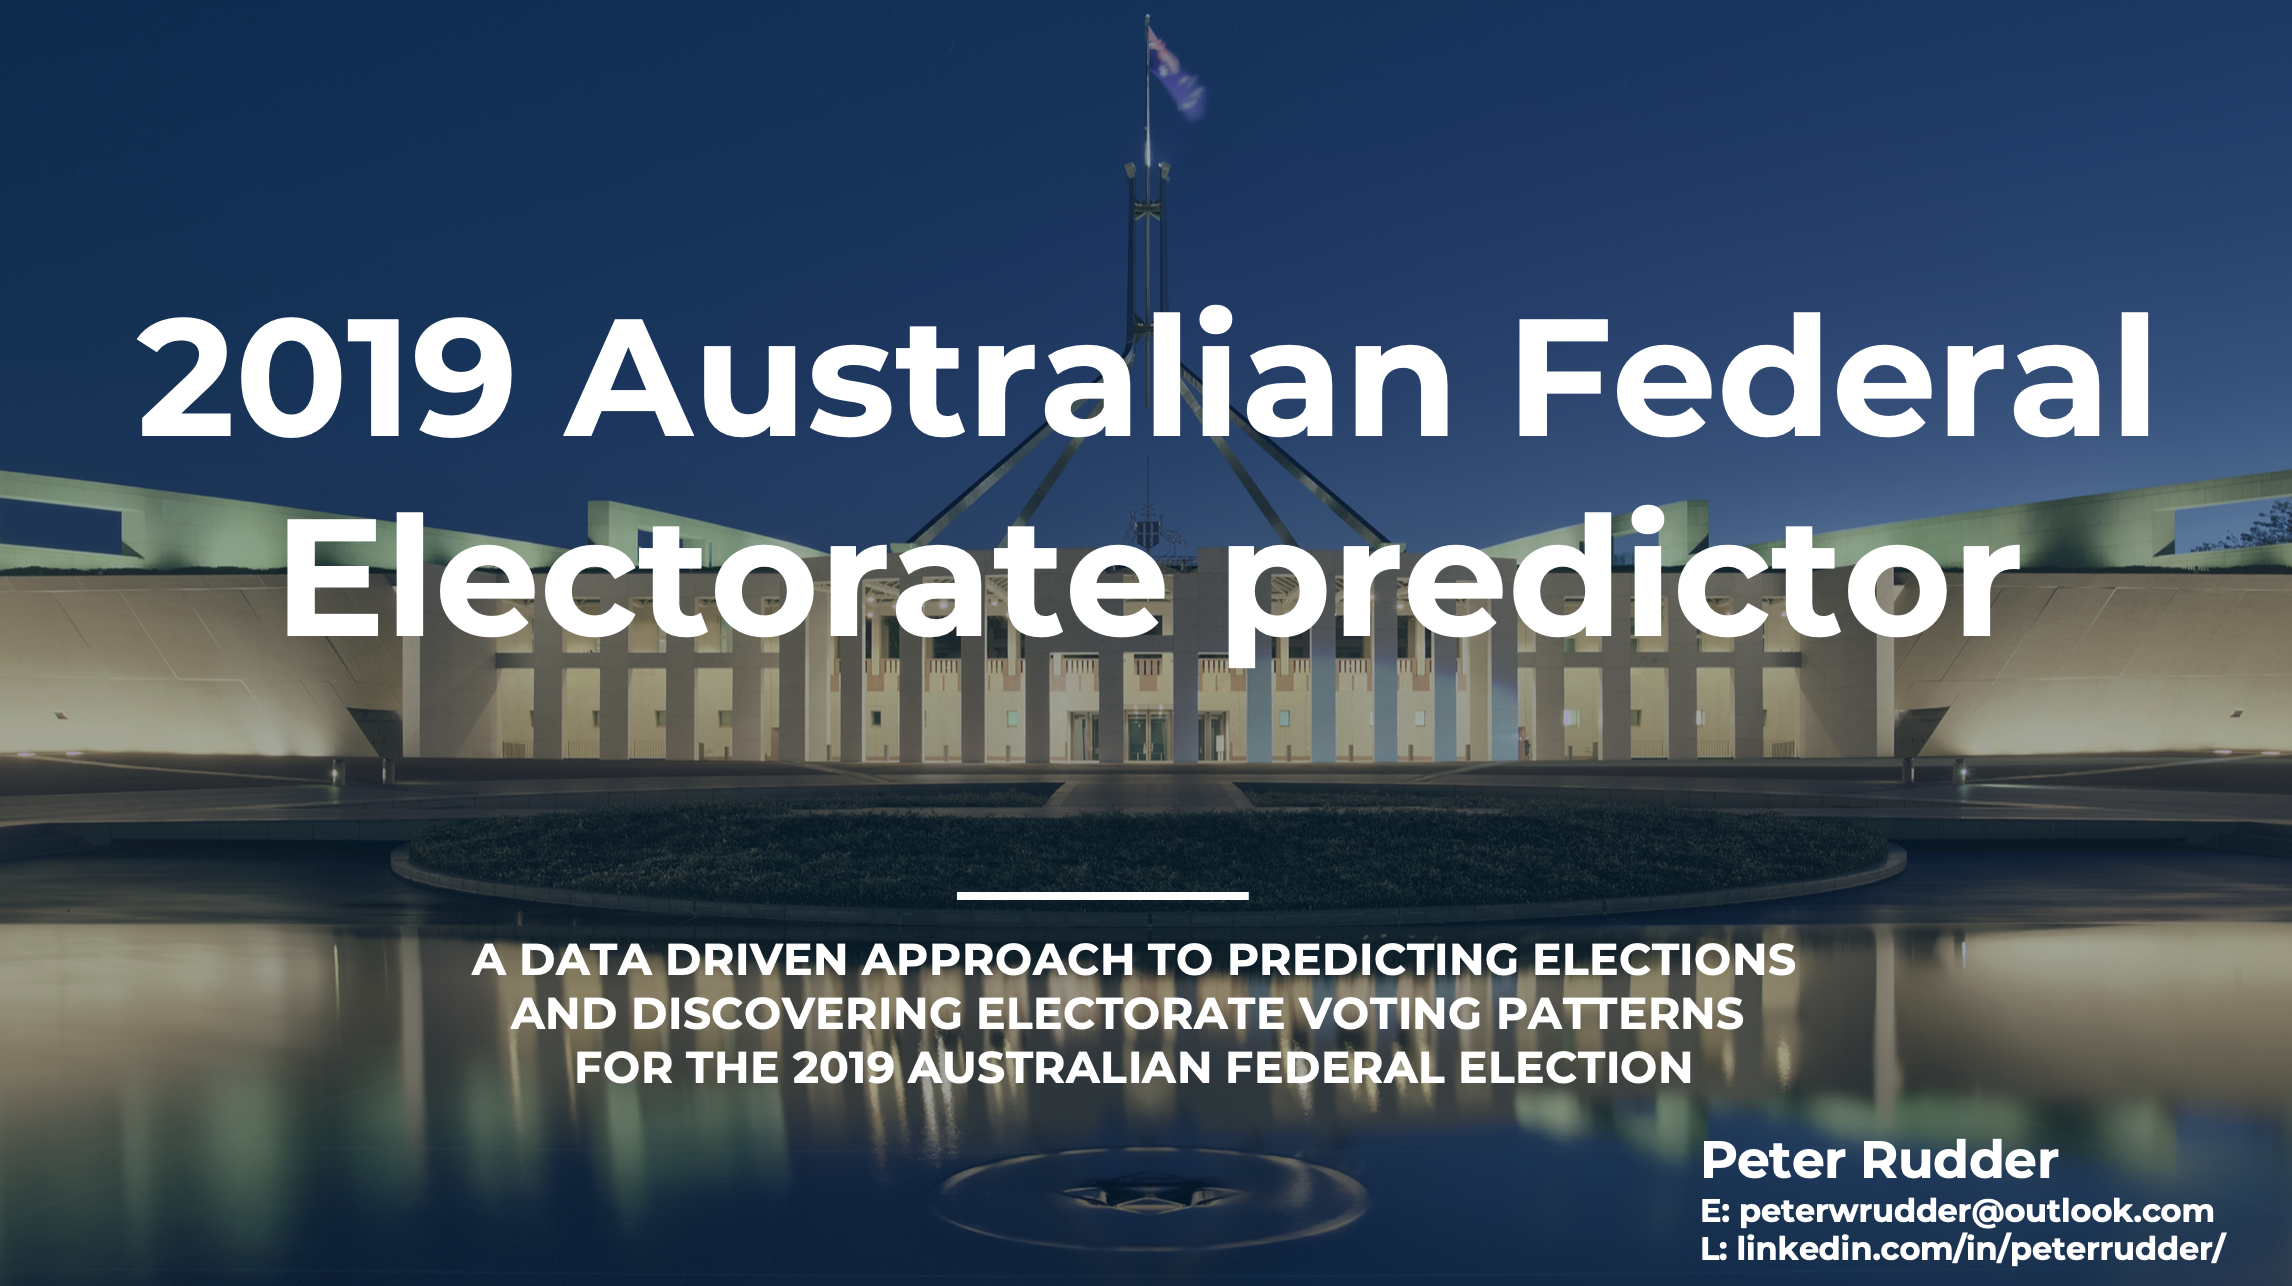 2019 Australian Federal
Electorate predictor
A DATA DRIVEN APPROACH TO PREDICTING ELECTIONS
AND DISCOVERING ELECTORATE VOTING PATTERNS
FOR THE 2019 AUSTRALIAN FEDERAL ELECTION
Peter Rudder
E: peterwrudder@outlook.com
L: linkedin.com/in/peterrudder/